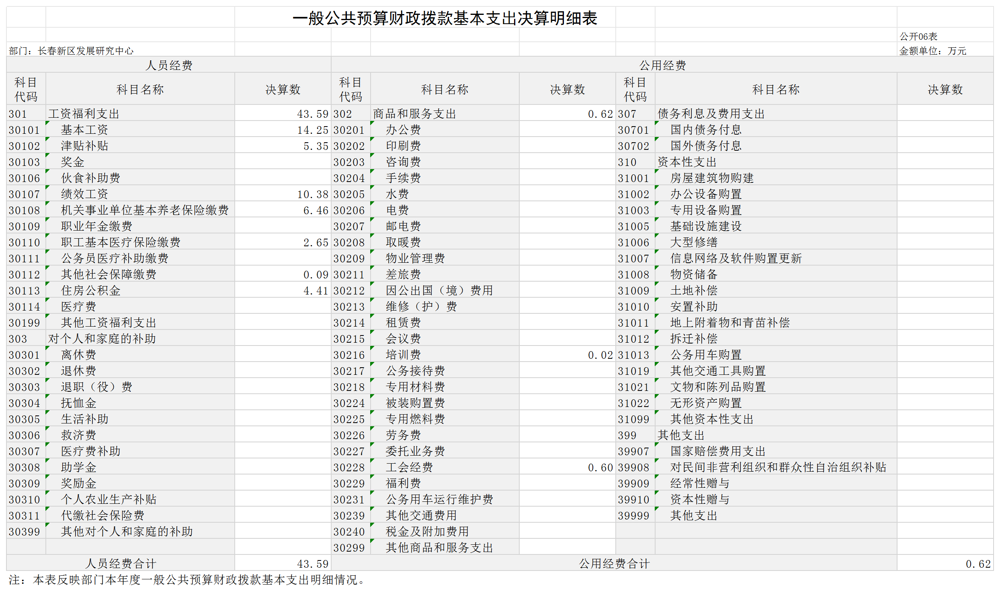 一般公共预算财政拨款基本支出决算明细表
公开06表
部门：长春新区发展研究中心 金额单位：万元
人员经费 公用经费
科目代码 科目名称 决算数 科目代码 科目名称 决算数 科目代码 科目名称 决算数
301 工资福利支出 43.59 302 商品和服务支出 0.62 307 债务利息及费用支出
30101 基本工资 14.25 30201 办公费 30701 国内债务付息
30102 津贴补贴 5.35 30202 印刷费 30702 国外债务付息
30103 奖金 30203 咨询费 310 资本性支出
30106 伙食补助费 30204 手续费 31001 房屋建筑物购建
30107 绩效工资 10.38 30205 水费 31002 办公设备购置
30108 机关事业单位基本养老保险缴费 6.46 30206 电费 31003 专用设备购置
30109 职业年金缴费 30207 邮电费 31005 基础设施建设
30110 职工基本医疗保险缴费 2.65 30208 取暖费 31006 大型修缮
30111 公务员医疗补助缴费 30209 物业管理费 31007 信息网络及软件购置更新
30112 其他社会保障缴费 0.09 30211 差旅费 31008 物资储备
30113 住房公积金 4.41 30212 因公出国（境）费用 31009 土地补偿
30114 医疗费 30213 维修（护）费 31010 安置补助
30199 其他工资福利支出 30214 租赁费 31011 地上附着物和青苗补偿
303 对个人和家庭的补助 30215 会议费 31012 拆迁补偿
30301 离休费 30216 培训费 0.02 31013 公务用车购置
30302 退休费 30217 公务接待费 31019 其他交通工具购置
30303 退职（役）费 30218 专用材料费 31021 文物和陈列品购置
30304 抚恤金 30224 被装购置费 31022 无形资产购置
30305 生活补助 30225 专用燃料费 31099 其他资本性支出
30306 救济费 30226 劳务费 399 其他支出
30307 医疗费补助 30227 委托业务费 39907 国家赔偿费用支出
30308 助学金 30228 工会经费 0.60 39908 对民间非营利组织和群众性自治组织补贴
30309 奖励金 30229 福利费 39909 经常性赠与
30310 个人农业生产补贴 30231 公务用车运行维护费 39910 资本性赠与
30311 代缴社会保险费 30239 其他交通费用 39999 其他支出
30399 其他对个人和家庭的补助 30240 税金及附加费用
30299 其他商品和服务支出
人员经费合计 43.59 公用经费合计 0.62
注：本表反映部门本年度一般公共预算财政拨款基本支出明细情况。